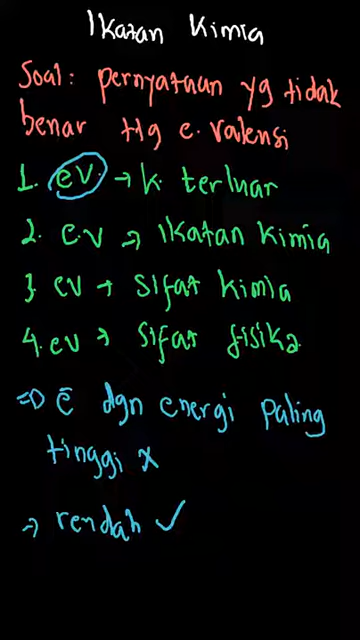 Ikatan Kimia
Soal: pernyataan yg tidak
benar ttg e. valensi
1. ev. → k. terluar
2. e.v → Ikatan kimia
3. ev → sifat kimia
4. ev → sifat fisika
⇒ ē dgn energi paling
tinggi x
→ rendah ✓